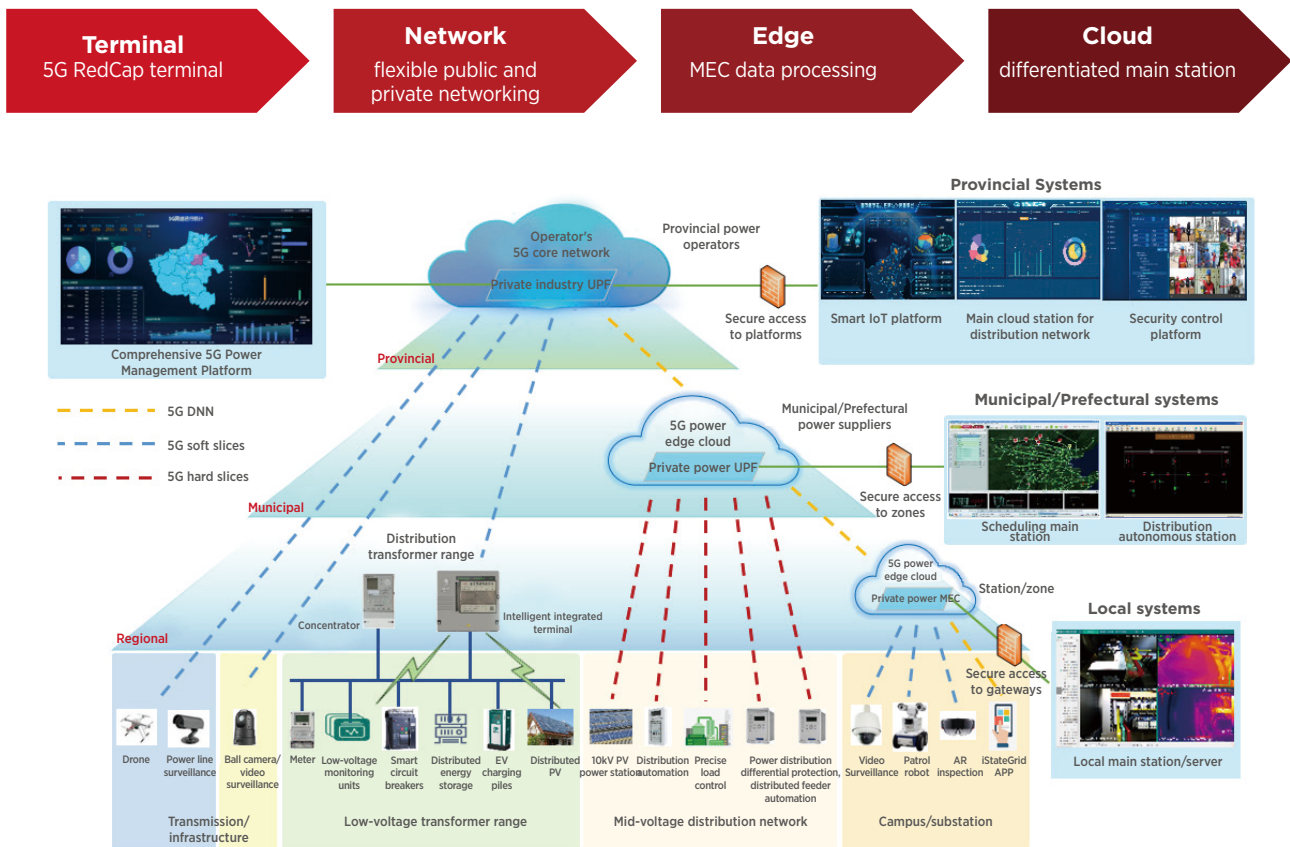 Terminal
5G RedCap terminal
Network
flexible public and
private networking
Edge
MEC data processing
Cloud
differentiated main station
Provincial Systems
Operator's
5G core network
Private industry UPF
Provincial power
operators
Secure access
to platforms
Smart IoT platform
Main cloud station for
distribution network
Security control
platform
Comprehensive 5G Power
Management Platform
Provincial
5G DNN
5G soft slices
5G hard slices
5G power
edge cloud
Private power UPF
Municipal/Prefectural
power suppliers
Secure access
to zones
Municipal/Prefectural systems
Scheduling main
station
Distribution
autonomous station
Municipal
Distribution
transformer range
Concentrator
Intelligent integrated
terminal
5G power
edge cloud
Private power MEC
Station/zone
Secure access
to gateways
Local systems
Local main station/server
Regional
Drone
Power line
surveillance
Ball camera/
video
surveillance
Meter
Low-voltage
monitoring
units
Smart
circuit
breakers
Distributed
energy
storage
EV
charging
piles
Distributed
PV
10kV PV
power station
Distribution
automation
Precise
load
control
Power distribution
differential protection,
distributed feeder
automation
Video
Surveillance
Patrol
robot
AR
inspection
iStateGrid
APP
Transmission/
infrastructure
Low-voltage transformer range
Mid-voltage distribution network
Campus/substation